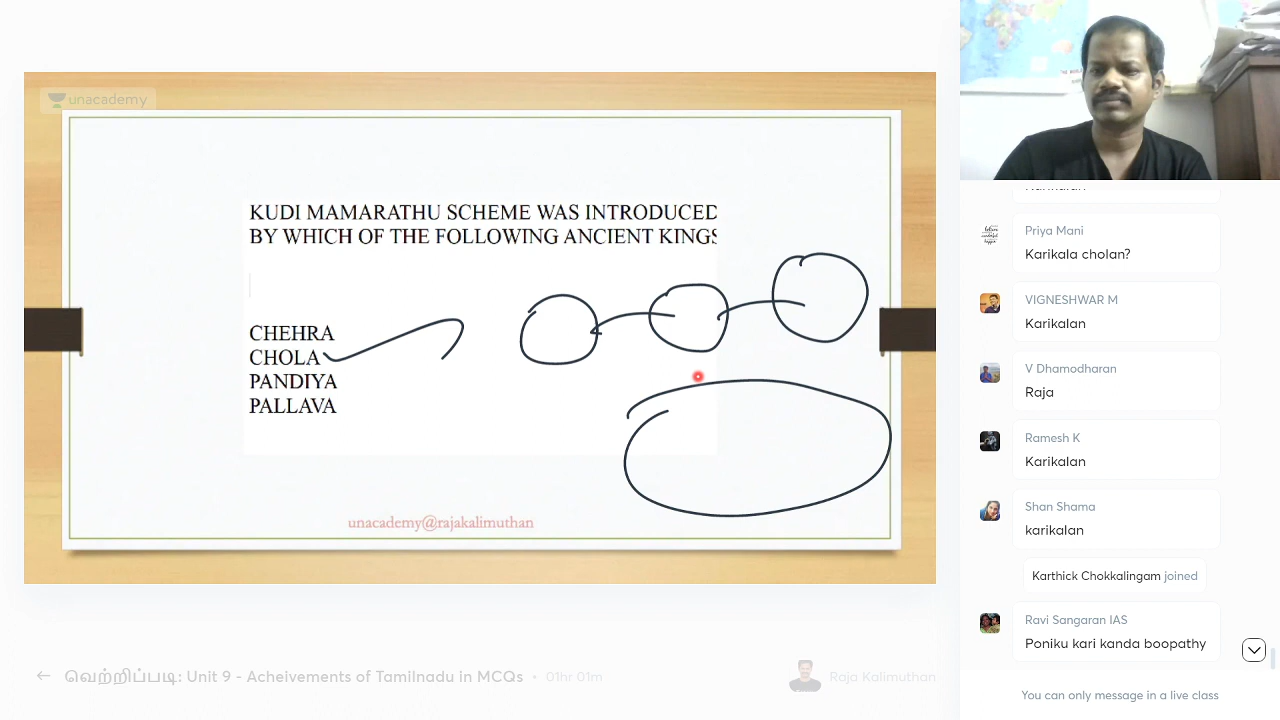 unacademy
KUDI MAMARATHU SCHEME WAS INTRODUCED
BY WHICH OF THE FOLLOWING ANCIENT KINGS
CHEHRA
CHOLA
PANDIYA
PALLAVA
unacademy@rajakalimuthan
Priya Mani
Karikala cholan?
VIGNESHWAR M
Karikalan
V Dhamodharan
Raja
Ramesh K
Karikalan
Shan Shama
karikalan
Karthick Chokkalingam joined
Ravi Sangaran IAS
Poniku kari kanda boopathy
வெற்றிப்படி: Unit 9 - Acheivements of Tamilnadu in MCQs • 01hr 01m
Raja Kalimuthan
You can only message in a live class